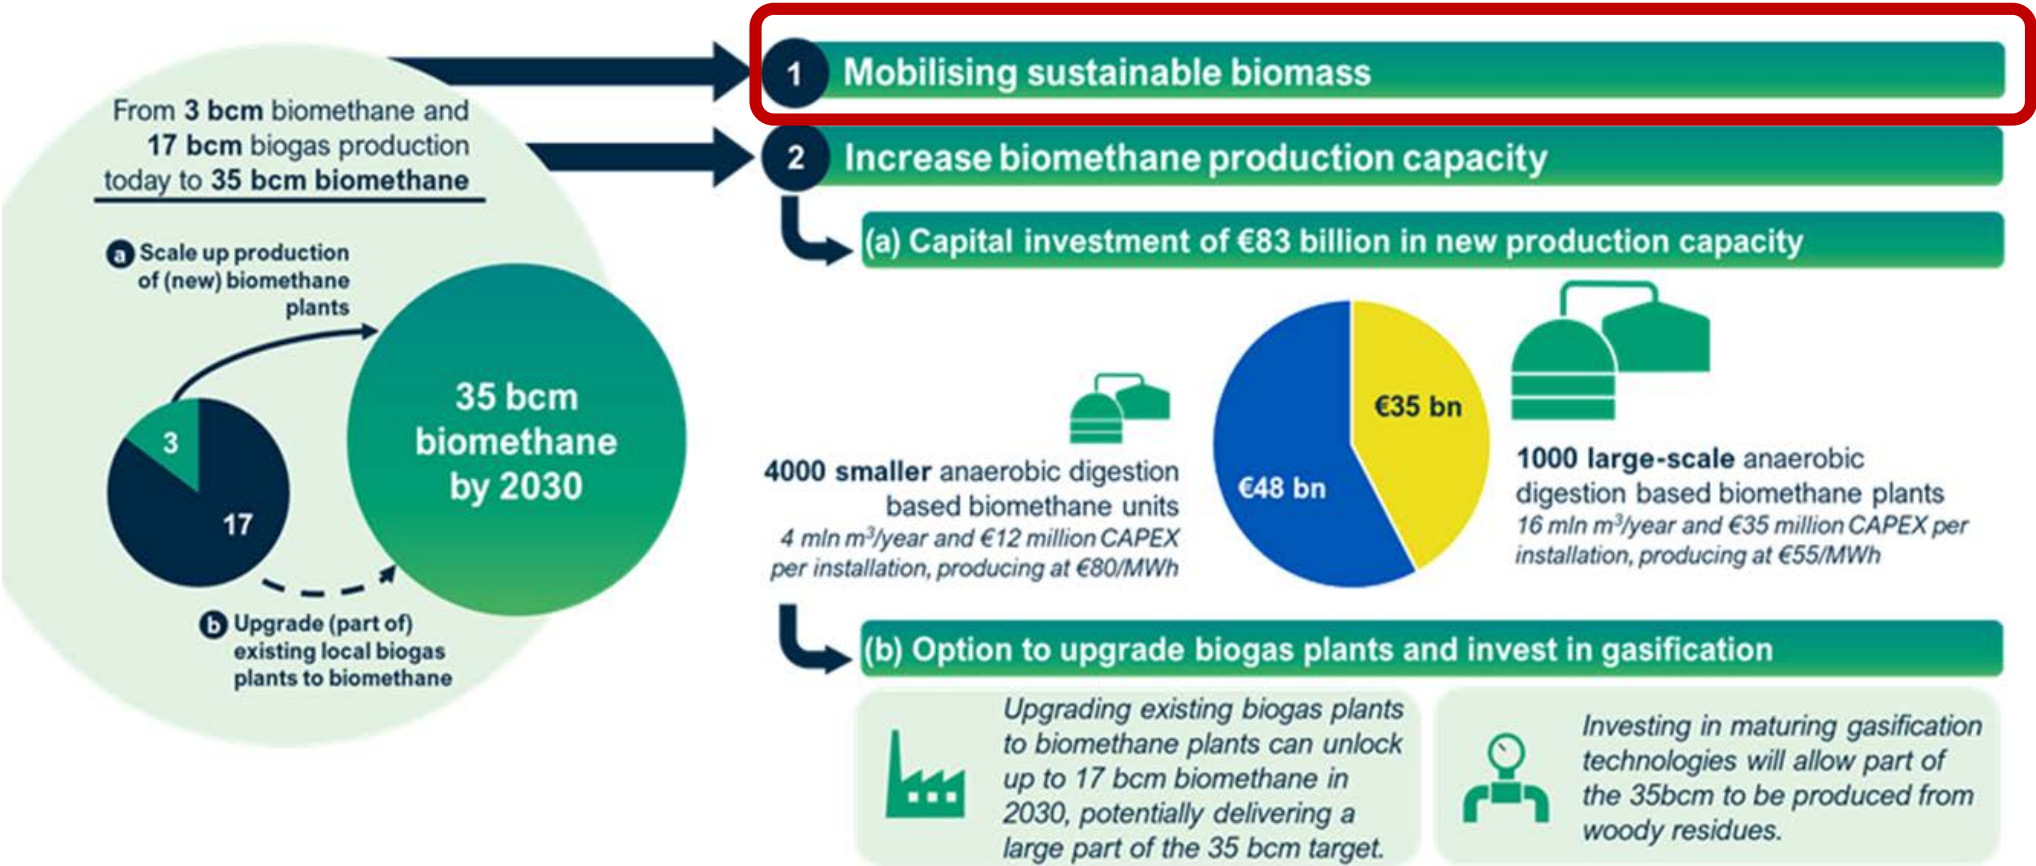 From 3 bcm biomethane and
17 bcm biogas production
today to 35 bcm biomethane
a Scale up production
of (new) biomethane
plants
3
17
35 bcm
biomethane
by 2030
b Upgrade (part of)
existing local biogas
plants to biomethane
1 Mobilising sustainable biomass
2 Increase biomethane production capacity
(a) Capital investment of €83 billion in new production capacity
4000 smaller anaerobic digestion
based biomethane units
4 mln m³/year and €12 million CAPEX
per installation, producing at €80/MWh
€48 bn
€35 bn
1000 large-scale anaerobic
digestion based biomethane plants
16 mln m³/year and €35 million CAPEX per
installation, producing at €55/MWh
(b) Option to upgrade biogas plants and invest in gasification
Upgrading existing biogas plants
to biomethane plants can unlock
up to 17 bcm biomethane in
2030, potentially delivering a
large part of the 35 bcm target.
Investing in maturing gasification
technologies will allow part of
the 35bcm to be produced from
woody residues.